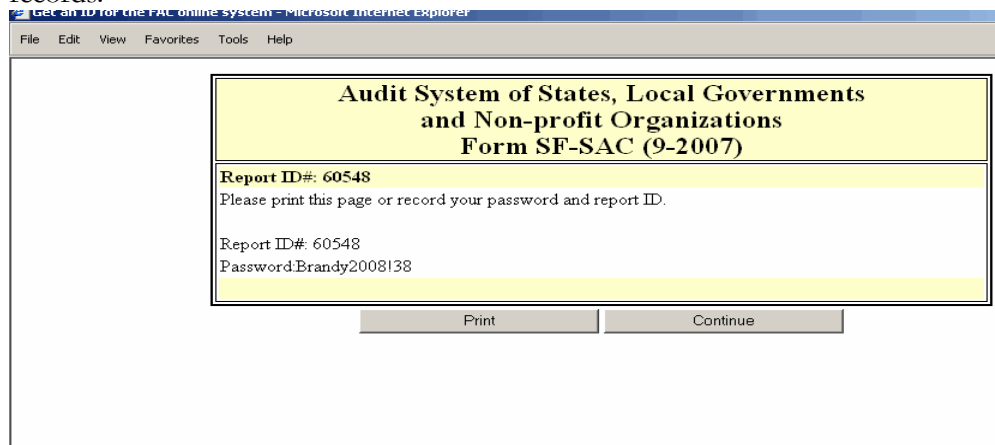 records.
Get an ID for the FAC online system - Microsoft Internet Explorer
File Edit View Favorites Tools Help
Audit System of States, Local Governments
and Non-profit Organizations
Form SF-SAC (9-2007)
Report ID#: 60548
Please print this page or record your password and report ID.
Report ID#: 60548
Password:Brandy2008!38
Print Continue